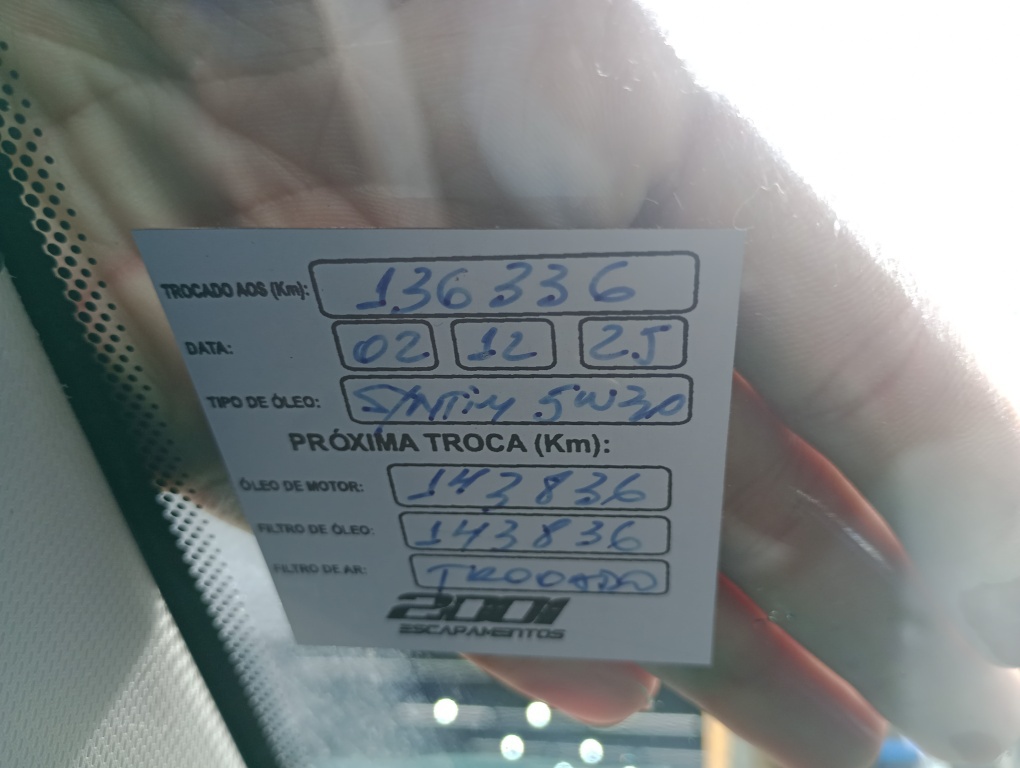 TROCADO AOS (Km): 136336
DATA: 02 12 25
TIPO DE ÓLEO: 5W30
PRÓXIMA TROCA (Km):
ÓLEO DE MOTOR: 143836
FILTRO DE ÓLEO: 143836
FILTRO DE AR: TROCADO
2001
ESCAPAMENTOS